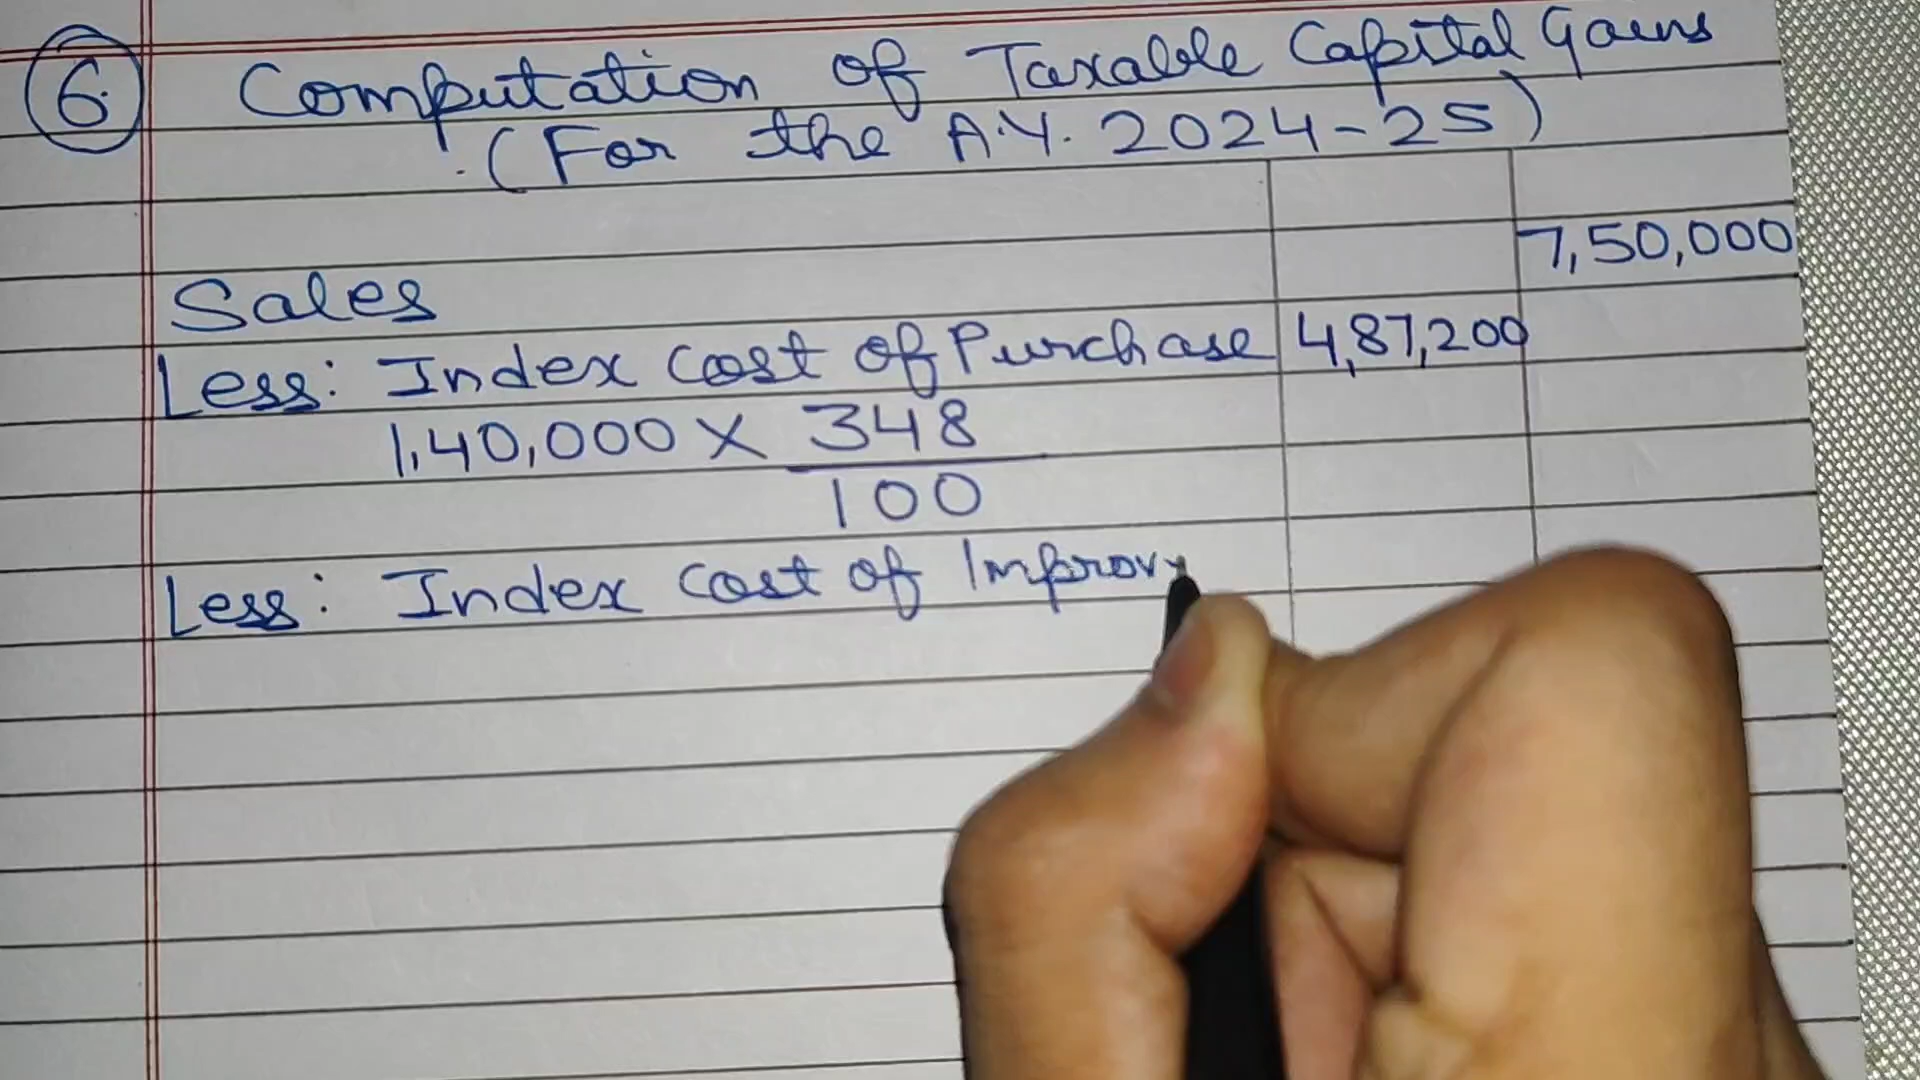 6. Computation of Taxable Capital Gains
(For the A.Y. 2024-25)
Sales 7,50,000
Less: Index Cost of Purchase 4,87,200
1,40,000 X 348
100
Less: Index Cost of Improv